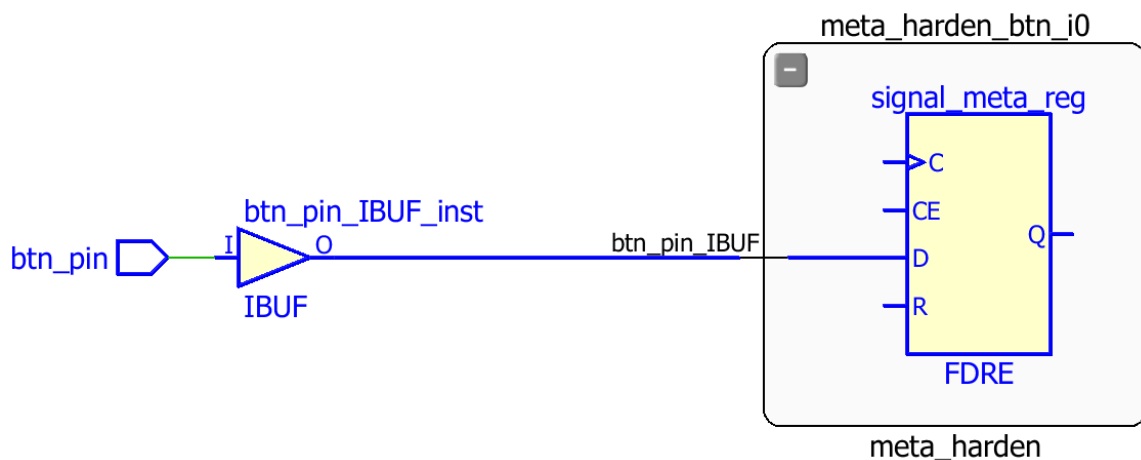 meta_harden_btn_i0
−
signal_meta_reg
C
btn_pin_IBUF_inst
CE
btn_pin
I
O
btn_pin_IBUF
Q
D
IBUF
R
FDRE
meta_harden